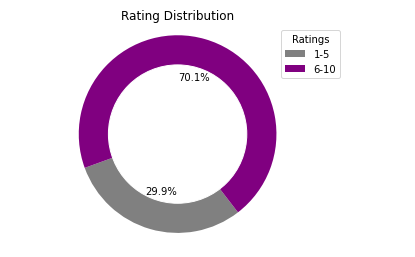 Rating Distribution
Ratings
1-5
6-10
70.1%
29.9%